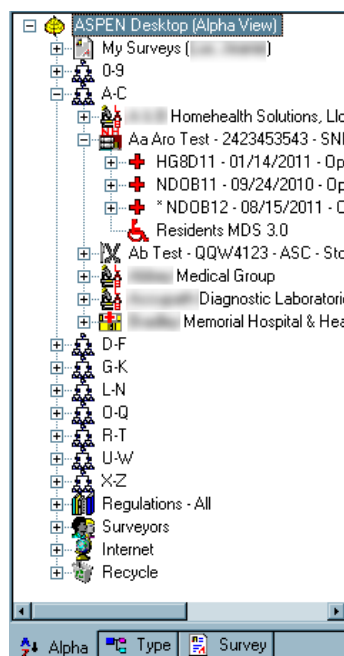 ASPEN Desktop (Alpha View)
My Surveys ( )
0-9
A-C
Homehealth Solutions, Llc
Aa Aro Test - 2423453543 - SN
HG8D11 - 01/14/2011 - Op
NDOB11 - 09/24/2010 - Op
* NDOB12 - 08/15/2011 - O
Residents MDS 3.0
Ab Test - QQW4123 - ASC - Sto
Medical Group
Diagnostic Laboratorie
Memorial Hospital & Hea
D-F
G-K
L-N
O-Q
R-T
U-W
X-Z
Regulations - All
Surveyors
Internet
Recycle
Alpha Type Survey